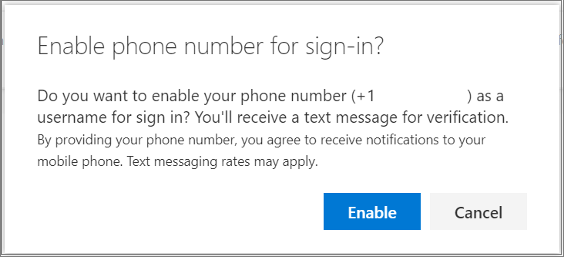 Enable phone number for sign-in?
Do you want to enable your phone number (+1 ) as a
username for sign in? You'll receive a text message for verification.
By providing your phone number, you agree to receive notifications to your
mobile phone. Text messaging rates may apply.
Enable Cancel